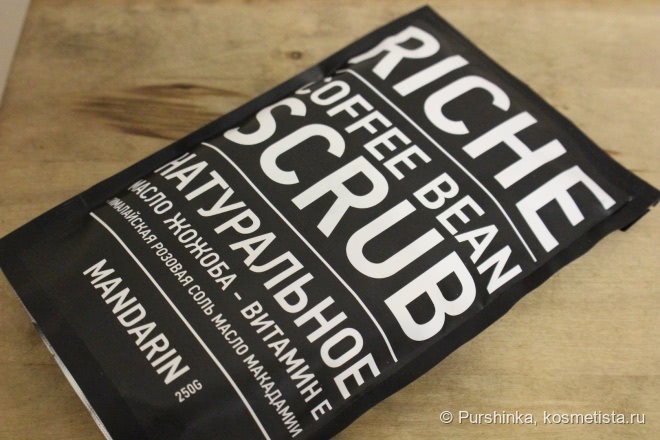 RICHE
COFFEE BEAN
SCRUB
НАТУРАЛЬНОЕ
МАСЛО ЖОЖОБА - ВИТАМИН Е
ГИМАЛАЙСКАЯ РОЗОВАЯ СОЛЬ МАСЛО МАКАДАМИИ
MANDARIN
250G
© Purshinka, kosmetista.ru